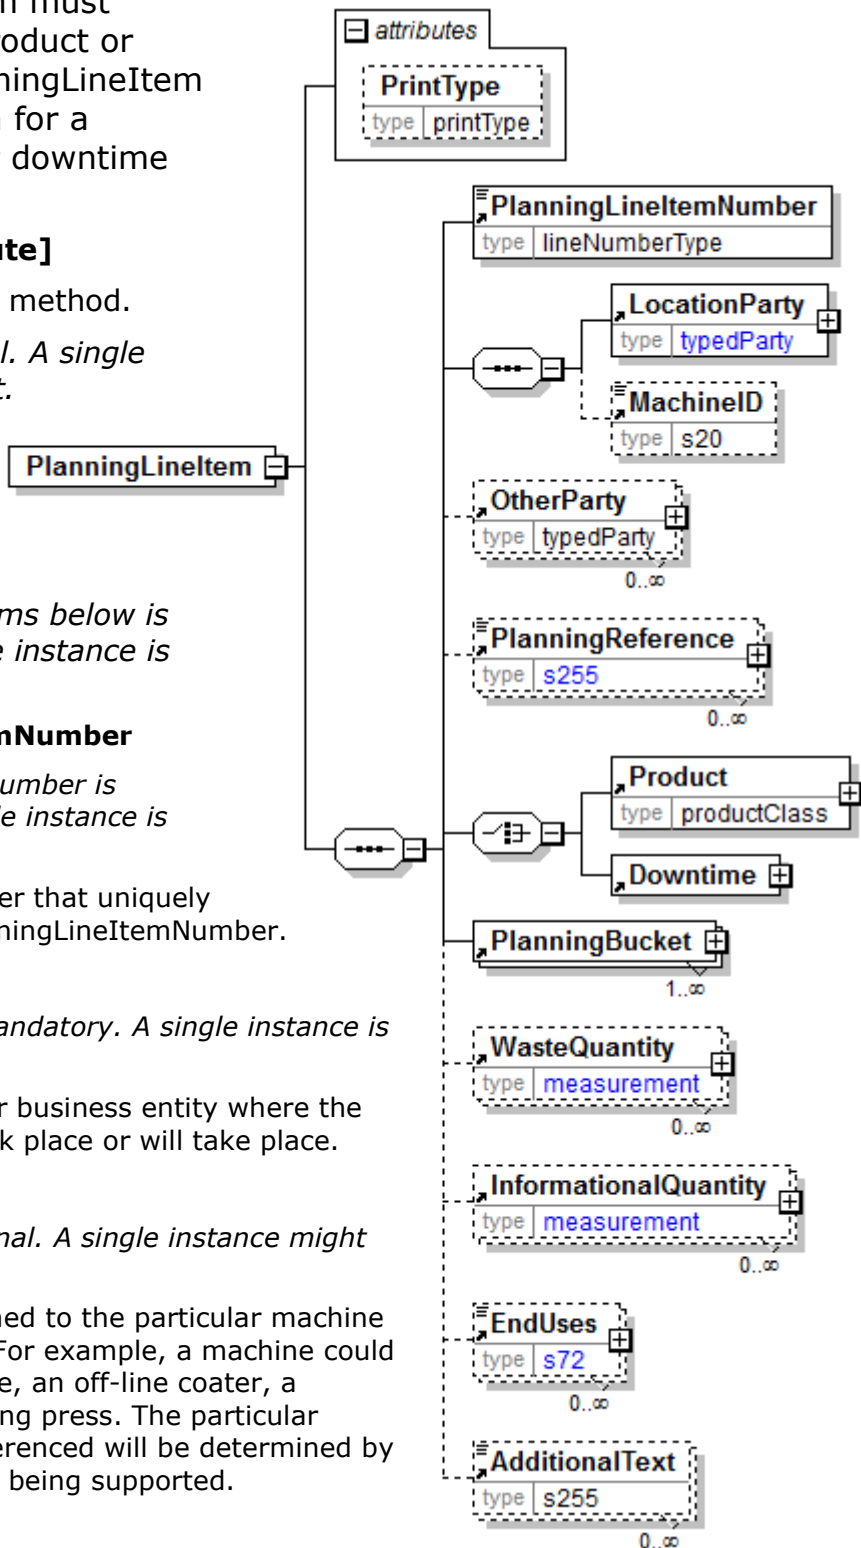 n must
roduct or
ningLineItem
for a
downtime
ute]
method.
l. A single
t.
ms below is
e instance is
mNumber
umber is
le instance is
er that uniquely
ningLineItemNumber.
andatory. A single instance is
r business entity where the
k place or will take place.
nal. A single instance might
ned to the particular machine
For example, a machine could
e, an off-line coater, a
ng press. The particular
erenced will be determined by
being supported.
attributes
PrintType
type printType
PlanningLineItemNumber
type lineNumberType
LocationParty
type typedParty
MachineID
type s20
PlanningLineItem
OtherParty
type typedParty
0..∞
PlanningReference
type s255
0..∞
Product
type productClass
Downtime
PlanningBucket
1..∞
WasteQuantity
type measurement
0..∞
InformationalQuantity
type measurement
0..∞
EndUses
type s72
0..∞
AdditionalText
type s255
0..∞